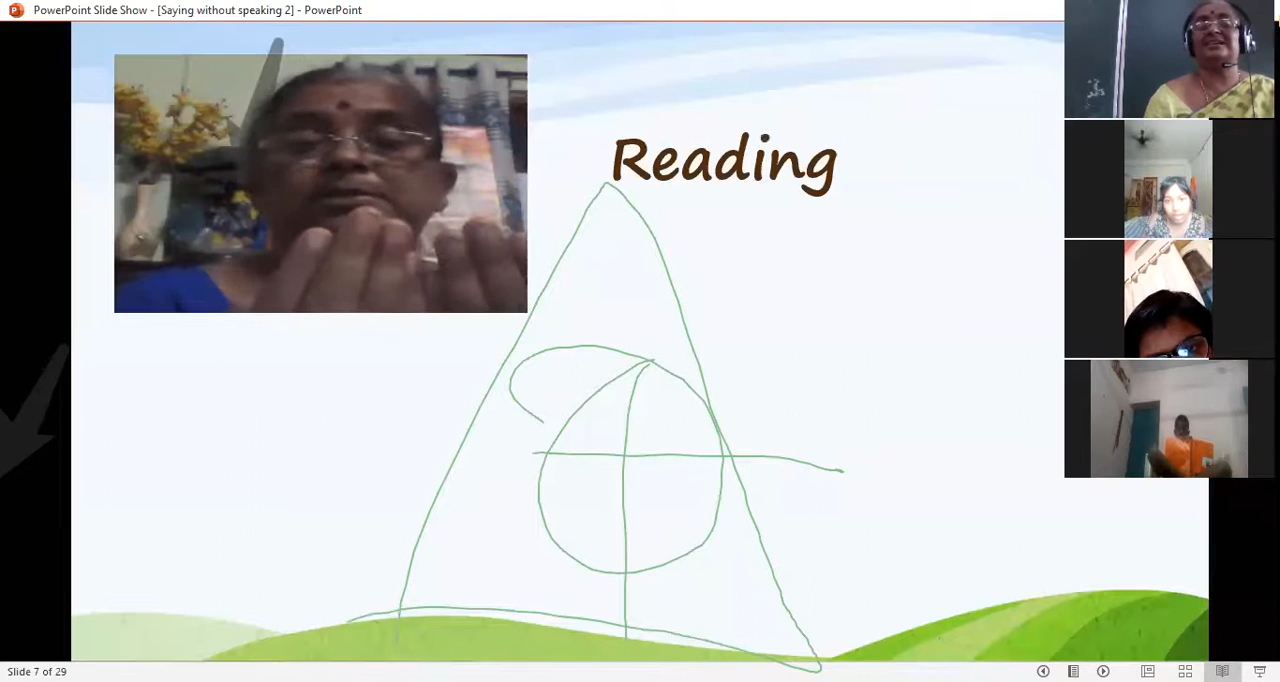 PowerPoint Slide Show - [Saying without speaking 2] - PowerPoint
Reading
Slide 7 of 29